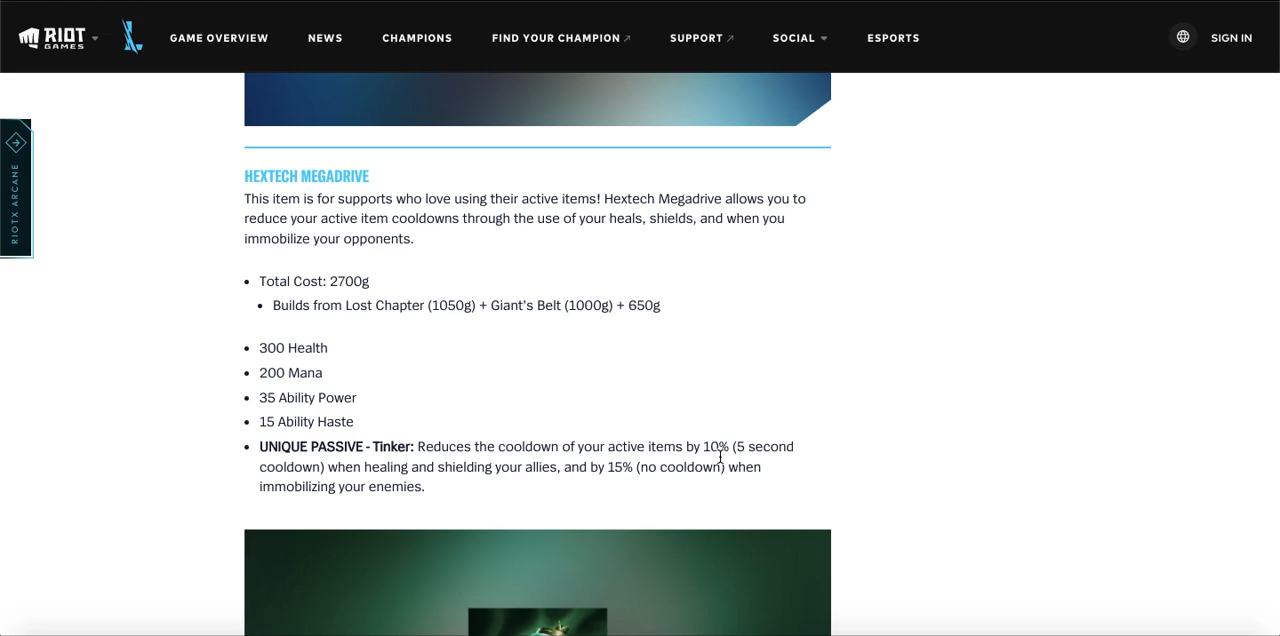 RIOT GAMES
GAME OVERVIEW
NEWS
CHAMPIONS
FIND YOUR CHAMPION
SUPPORT
SOCIAL
ESPORTS
SIGN IN
RIOTX ARCANE
HEXTECH MEGADRIVE
This item is for supports who love using their active items! Hextech Megadrive allows you to
reduce your active item cooldowns through the use of your heals, shields, and when you
immobilize your opponents.
Total Cost: 2700g
Builds from Lost Chapter (1050g) + Giant's Belt (1000g) + 650g
300 Health
200 Mana
35 Ability Power
15 Ability Haste
UNIQUE PASSIVE - Tinker: Reduces the cooldown of your active items by 10% (5 second
cooldown) when healing and shielding your allies, and by 15% (no cooldown) when
immobilizing your enemies.